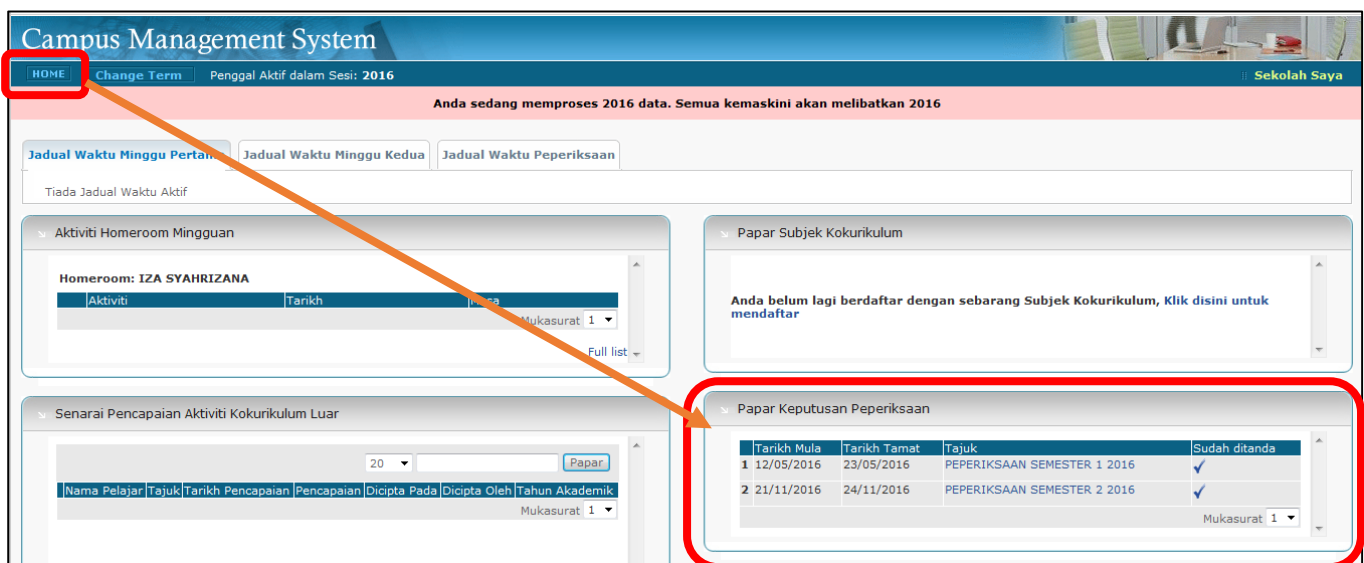 Campus Management System
HOME Change Term Penggal Aktif dalam Sesi: 2016 Sekolah Saya
Anda sedang memproses 2016 data. Semua kemaskini akan melibatkan 2016
Jadual Waktu Minggu Pertama Jadual Waktu Minggu Kedua Jadual Waktu Peperiksaan
Tiada Jadual Waktu Aktif
Aktiviti Homeroom Mingguan
Homeroom: IZA SYAHRIZANA
Aktiviti Tarikh Masa
Mukasurat 1
Full list
Papar Subjek Kokurikulum
Anda belum lagi berdaftar dengan sebarang Subjek Kokurikulum, Klik disini untuk
mendaftar
Senarai Pencapaian Aktiviti Kokurikulum Luar
20 Papar
Nama Pelajar Tajuk Tarikh Pencapaian Pencapaian Dicipta Pada Dicipta Oleh Tahun Akademik
Mukasurat 1
Papar Keputusan Peperiksaan
Tarikh Mula Tarikh Tamat Tajuk Sudah ditanda
1 12/05/2016 23/05/2016 PEPERIKSAAN SEMESTER 1 2016
2 21/11/2016 24/11/2016 PEPERIKSAAN SEMESTER 2 2016
Mukasurat 1